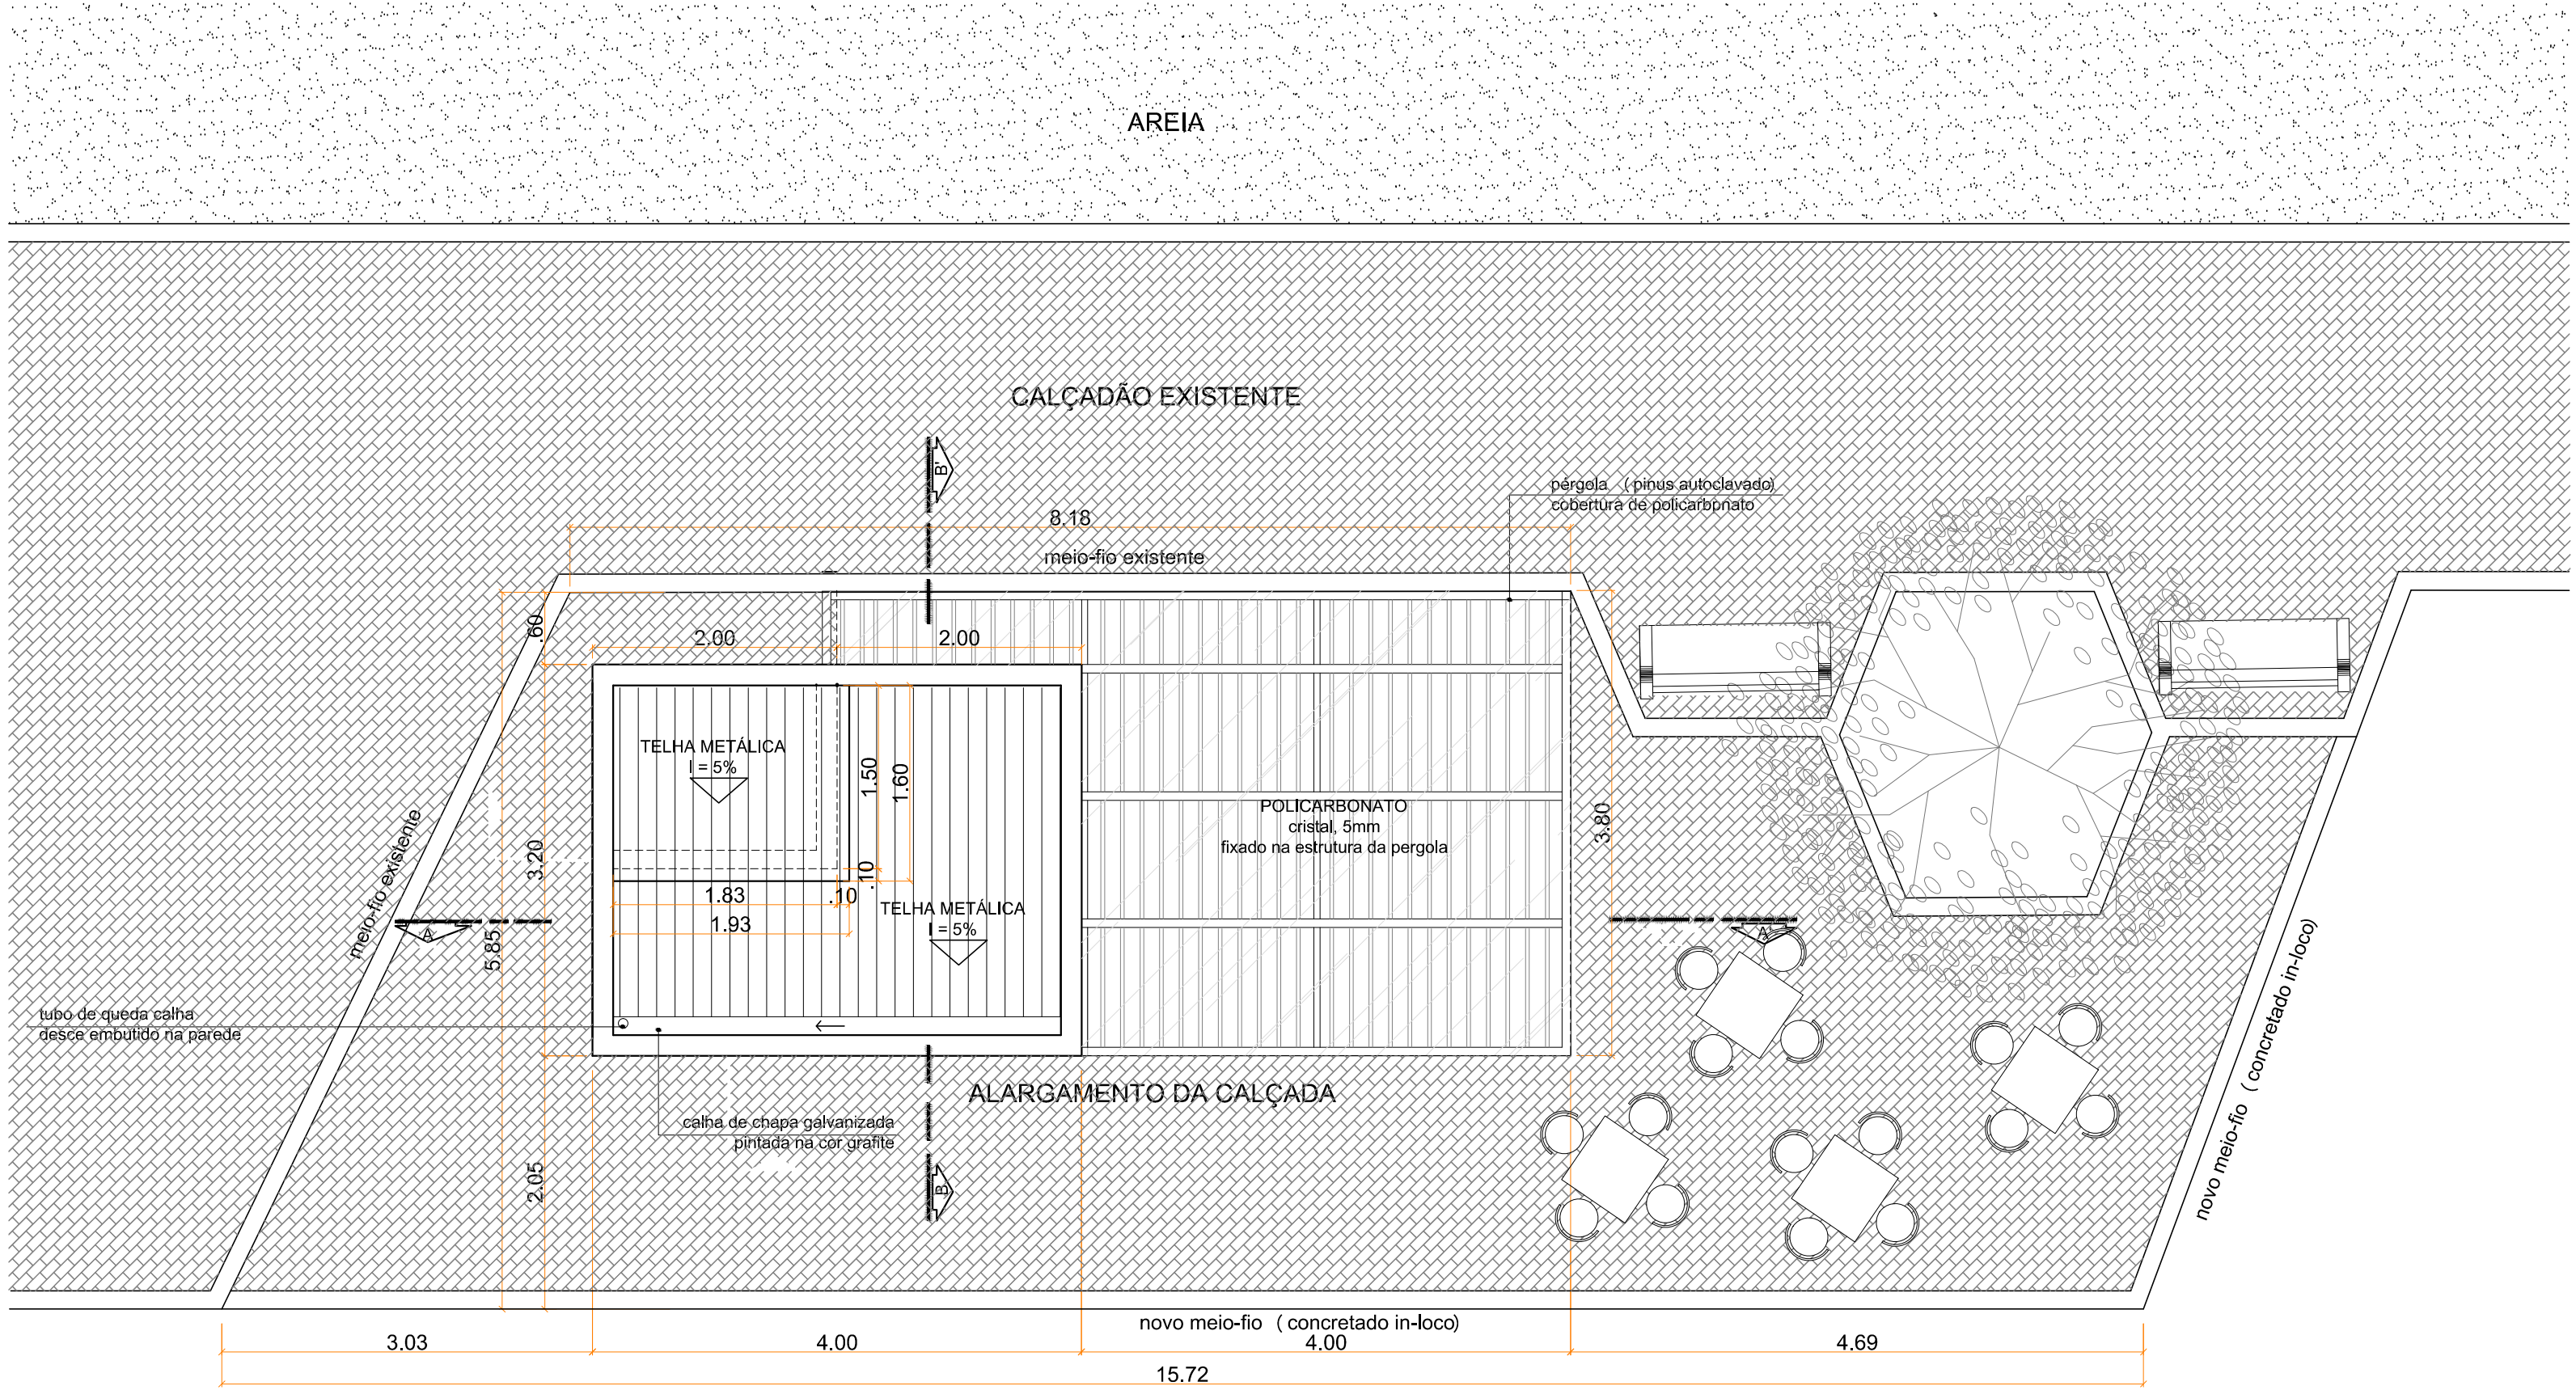 AREIA
CALÇADÃO EXISTENTE
B'
pérgola (pinus autoclavado)
cobertura de policarbonato
8.18
meio-fio existente
.60
2.00
2.00
TELHA METÁLICA
I = 5%
1.50
1.60
POLICARBONATO
cristal, 5mm
fixado na estrutura da pergola
3.80
3.20
meio-fio existente
.10
1.83
.10
TELHA METÁLICA
I = 5%
1.93
A
A'
5.85
tubo de queda calha
desce embutido na parede
novo meio-fio (concretado in-loco)
ALARGAMENTO DA CALÇADA
calha de chapa galvanizada
pintada na cor grafite
2.05
B
novo meio-fio (concretado in-loco)
3.03
4.00
4.00
4.69
15.72